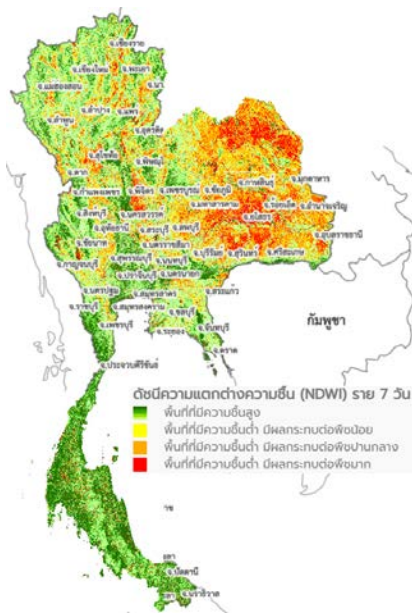 จ.เชียงราย
จ.เชียงใหม่ จ.พะเยา
จ.แม่ฮ่องสอน จ.น่า
จ.ลำปาง จ.แพร่
จ.ลำพูน จ.อุตรดิต
จ.สุโขทัย จ.พิษณุโ
จ.ตาก
จ.กำแพงเพชร จ.พิจิตร จ.เพชรบูรณ์ จ.ชัยภูมิ จ.กาฬสินธุ์ จ.มุกดาหาร
จ.สิงห์บุรี จ.นครสวรรค์ จ.มหาสารคาม จ.ร้อยเอ็ด จ.อำนาจเจริญ
จ.อุทัยธานี จ.สระบุรี จ.ลพบุรี จ.ยโสธร
จ.ชัยนาท จ.นครราชสีมา จ.บุรีรัมย์ จ.สุรินทร์ จ.ศรีสะเกษ จ.อุบลราชธานี
จ.กาญจนบุรี จ.สุพรรณบุรี จ.นนทบุรี
จ.ปราจีนบุรี จ.นครนายก
จ.นครปฐม จ.สมุทรสาคร จ.สระแก้ว
จ.ราชบุรี จ.สมุทรสงคราม จ.ชลบุรี
จ.เพชรบุรี จ.ระยอง จ.จันทบุรี
จ.ตราด
กัมพูชา
จ.ประจวบคีรีขันธ์
ดัชนีความแตกต่างความชื้น (NDWI) ราย 7 วัน
พื้นที่ที่มีความชื้นสูง
พื้นที่ที่มีความชื้นต่ำ มีผลกระทบต่อพืชน้อย
พื้นที่ที่มีความชื้นต่ำ มีผลกระทบต่อพืชปานกลาง
พื้นที่ที่มีความชื้นต่ำ มีผลกระทบต่อพืชมาก
จ.ปัตตานี
จ.นราธิวาส